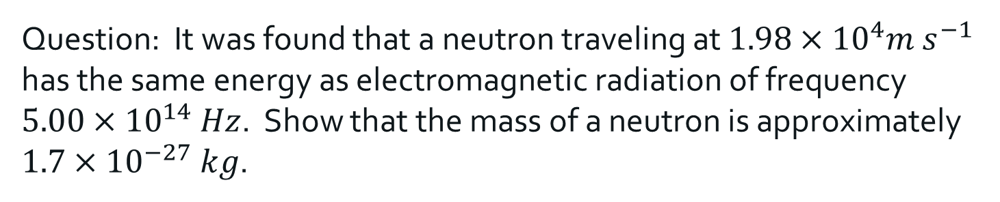 Question: It was found that a neutron traveling at 1.98 × 10⁴m s⁻¹
has the same energy as electromagnetic radiation of frequency
5.00 × 10¹⁴ Hz. Show that the mass of a neutron is approximately
1.7 × 10⁻²⁷ kg.